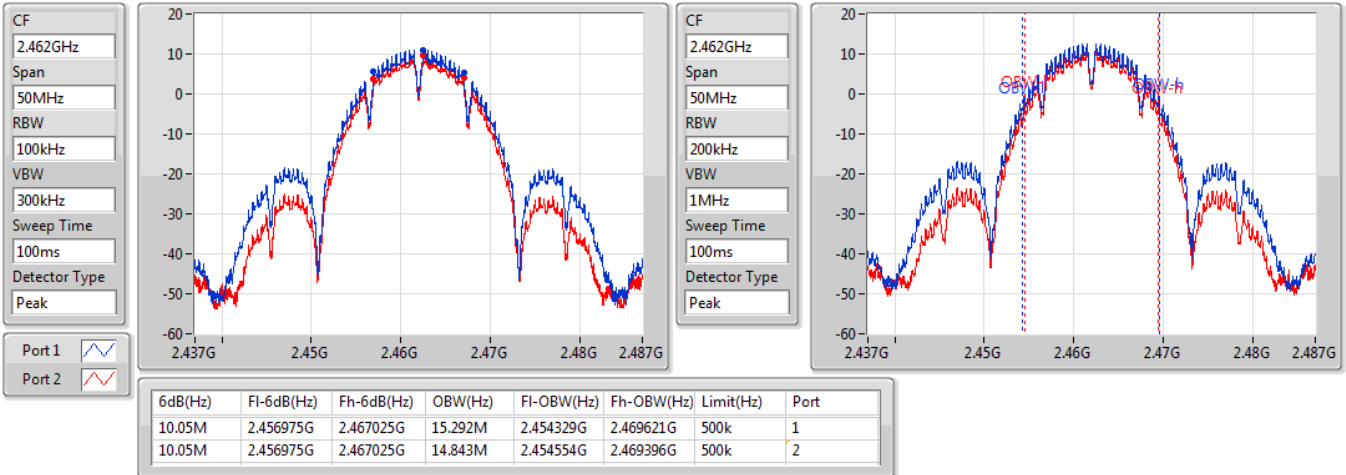 CF
2.462GHz
Span
50MHz
RBW
100kHz
VBW
300kHz
Sweep Time
100ms
Detector Type
Peak
Port 1
Port 2
20
10
0
-10
-20
-30
-40
-50
-60
2.437G 2.45G 2.46G 2.47G 2.48G 2.487G
CF
2.462GHz
Span
50MHz
RBW
200kHz
VBW
1MHz
Sweep Time
100ms
Detector Type
Peak
20
10
0
-10
-20
-30
-40
-50
-60
OBW-h
2.437G 2.45G 2.46G 2.47G 2.48G 2.487G
6dB(Hz) Fl-6dB(Hz) Fh-6dB(Hz) OBW(Hz) Fl-OBW(Hz) Fh-OBW(Hz) Limit(Hz) Port
10.05M 2.456975G 2.467025G 15.292M 2.454329G 2.469621G 500k 1
10.05M 2.456975G 2.467025G 14.843M 2.454554G 2.469396G 500k 2